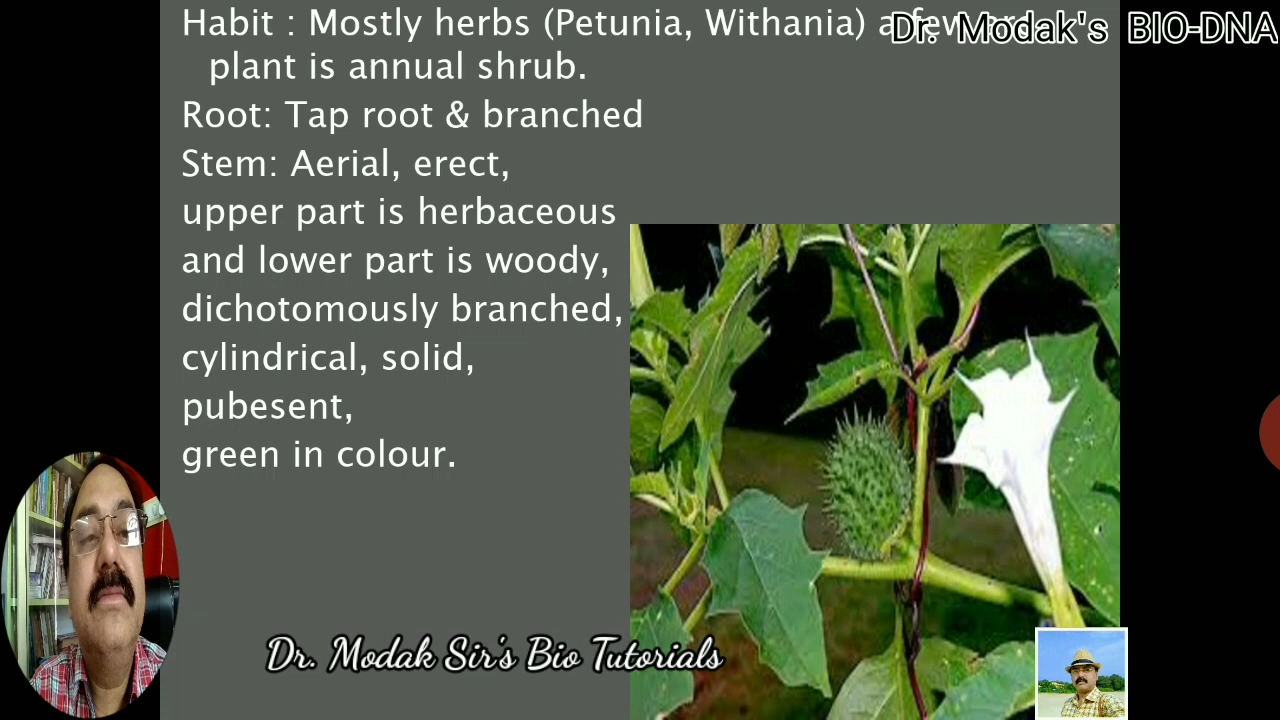 Habit : Mostly herbs (Petunia, Withania) a few
Dr. Modak's BIO-DNA
plant is annual shrub.
Root: Tap root & branched
Stem: Aerial, erect,
upper part is herbaceous
and lower part is woody,
dichotomously branched,
cylindrical, solid,
pubesent,
green in colour.
Dr. Modak Sir's Bio Tutorials